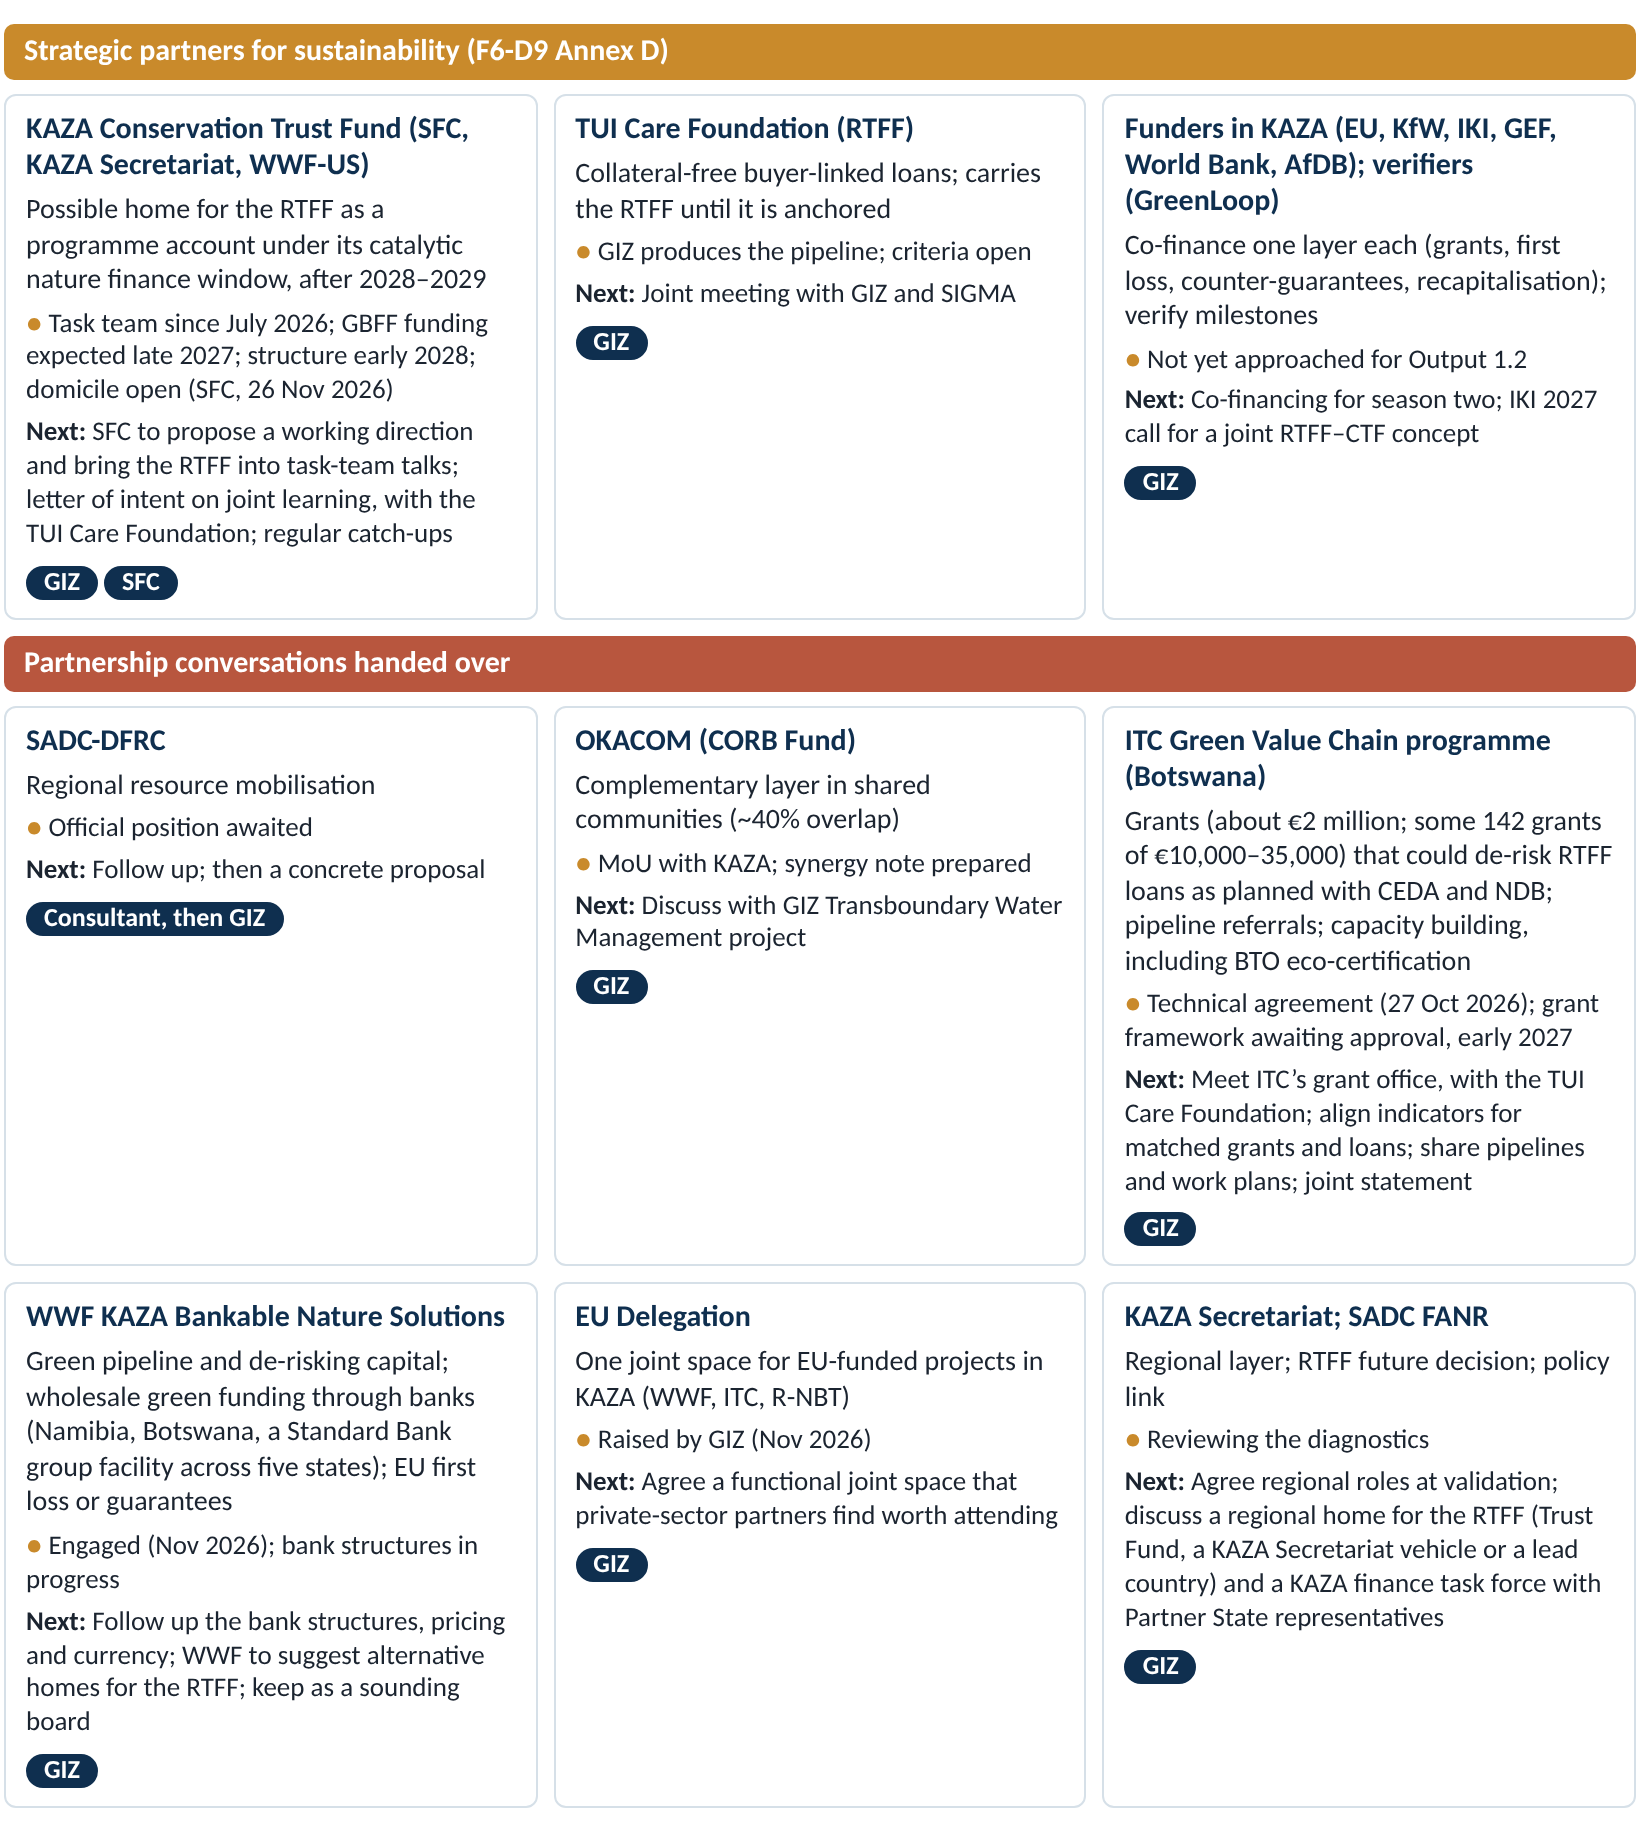 Strategic partners for sustainability (F6-D9 Annex D)
KAZA Conservation Trust Fund (SFC,
KAZA Secretariat, WWF-US)
Possible home for the RTFF as a
programme account under its catalytic
nature finance window, after 2028–2029
● Task team since July 2026; GBFF funding
expected late 2027; structure early 2028;
domicile open (SFC, 26 Nov 2026)
Next: SFC to propose a working direction
and bring the RTFF into task-team talks;
letter of intent on joint learning, with the
TUI Care Foundation; regular catch-ups
GIZ SFC
TUI Care Foundation (RTFF)
Collateral-free buyer-linked loans; carries
the RTFF until it is anchored
● GIZ produces the pipeline; criteria open
Next: Joint meeting with GIZ and SIGMA
GIZ
Funders in KAZA (EU, KfW, IKI, GEF,
World Bank, AfDB); verifiers
(GreenLoop)
Co-finance one layer each (grants, first
loss, counter-guarantees, recapitalisation);
verify milestones
● Not yet approached for Output 1.2
Next: Co-financing for season two; IKI 2027
call for a joint RTFF–CTF concept
GIZ
Partnership conversations handed over
SADC-DFRC
Regional resource mobilisation
● Official position awaited
Next: Follow up; then a concrete proposal
Consultant, then GIZ
OKACOM (CORB Fund)
Complementary layer in shared
communities (~40% overlap)
● MoU with KAZA; synergy note prepared
Next: Discuss with GIZ Transboundary Water
Management project
GIZ
ITC Green Value Chain programme
(Botswana)
Grants (about €2 million; some 142 grants
of €10,000–35,000) that could de-risk RTFF
loans as planned with CEDA and NDB;
pipeline referrals; capacity building,
including BTO eco-certification
● Technical agreement (27 Oct 2026); grant
framework awaiting approval, early 2027
Next: Meet ITC’s grant office, with the TUI
Care Foundation; align indicators for
matched grants and loans; share pipelines
and work plans; joint statement
GIZ
WWF KAZA Bankable Nature Solutions
Green pipeline and de-risking capital;
wholesale green funding through banks
(Namibia, Botswana, a Standard Bank
group facility across five states); EU first
loss or guarantees
● Engaged (Nov 2026); bank structures in
progress
Next: Follow up the bank structures, pricing
and currency; WWF to suggest alternative
homes for the RTFF; keep as a sounding
board
GIZ
EU Delegation
One joint space for EU-funded projects in
KAZA (WWF, ITC, R-NBT)
● Raised by GIZ (Nov 2026)
Next: Agree a functional joint space that
private-sector partners find worth attending
GIZ
KAZA Secretariat; SADC FANR
Regional layer; RTFF future decision; policy
link
● Reviewing the diagnostics
Next: Agree regional roles at validation;
discuss a regional home for the RTFF (Trust
Fund, a KAZA Secretariat vehicle or a lead
country) and a KAZA finance task force with
Partner State representatives
GIZ